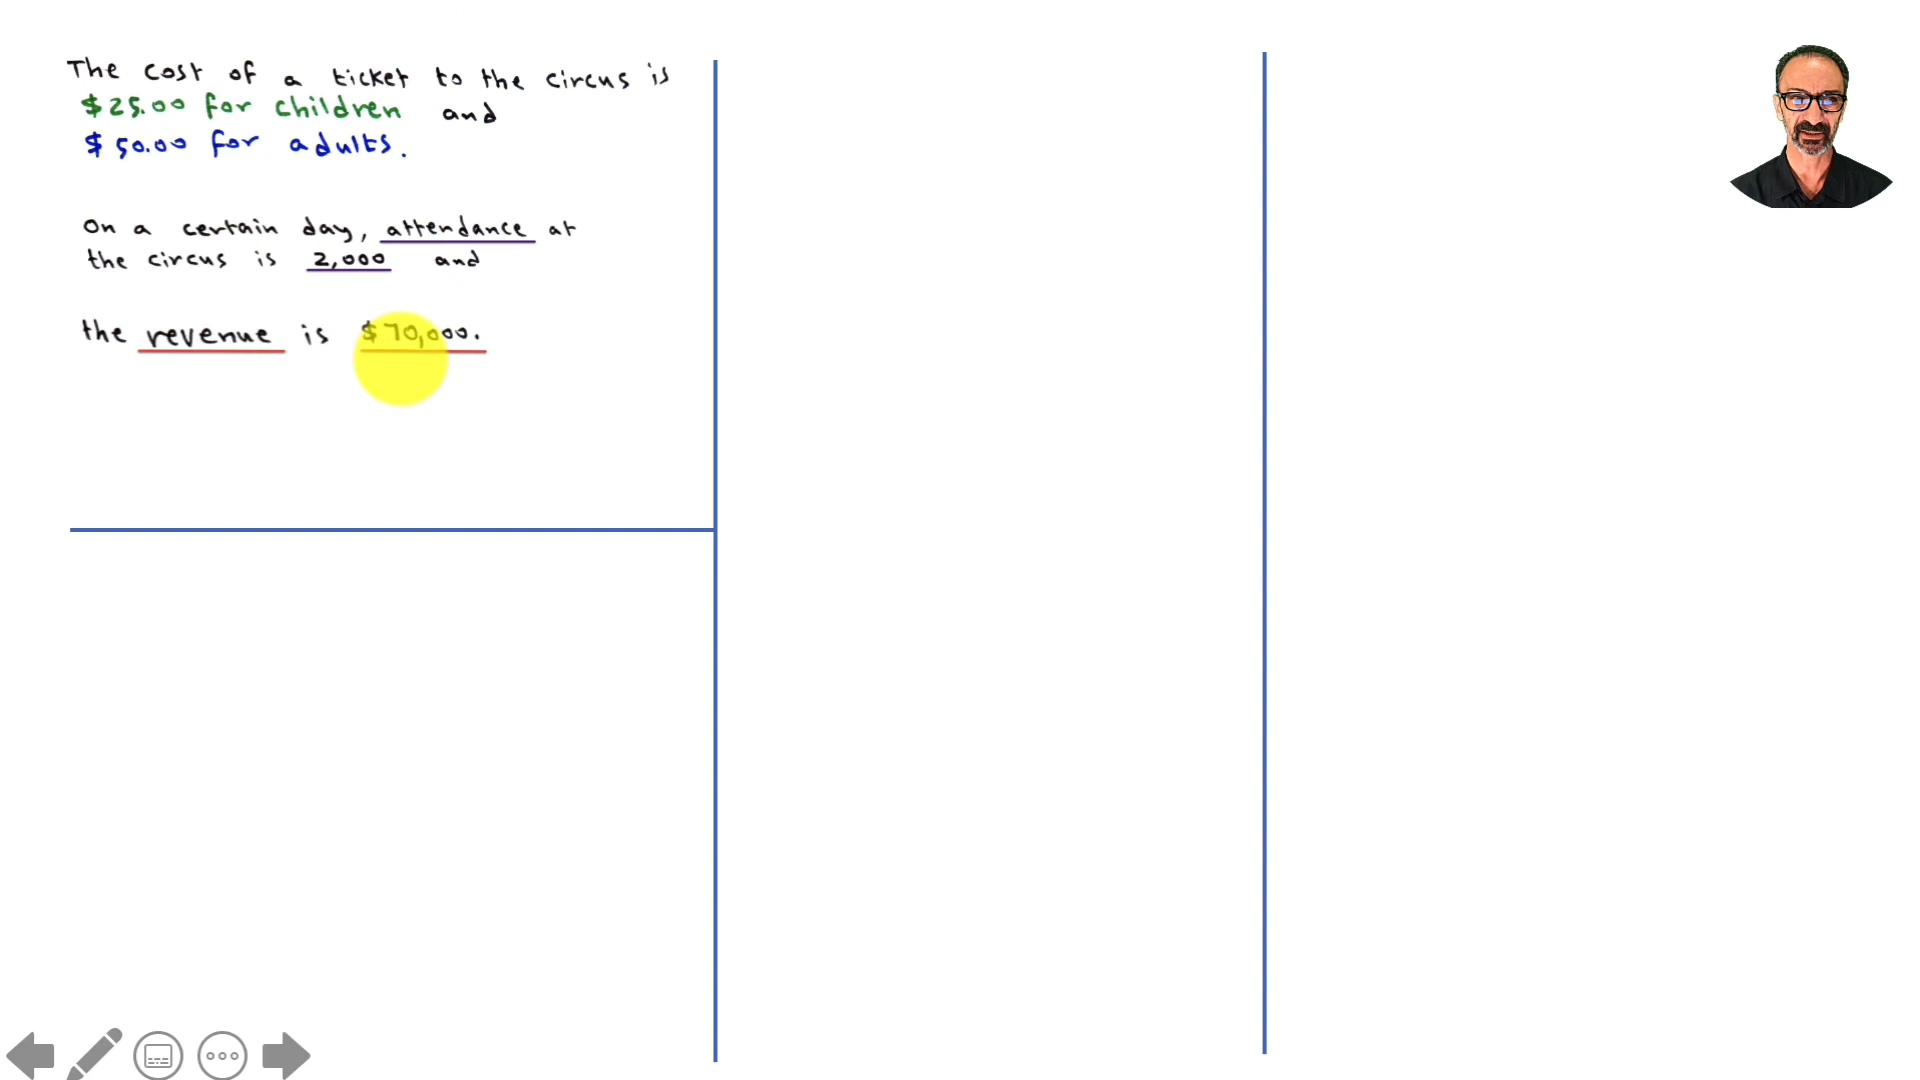 The cost of a ticket to the circus is
$25.00 for children and
$50.00 for adults.
On a certain day, attendance at
the circus is 2,000 and
the revenue is $70,000.